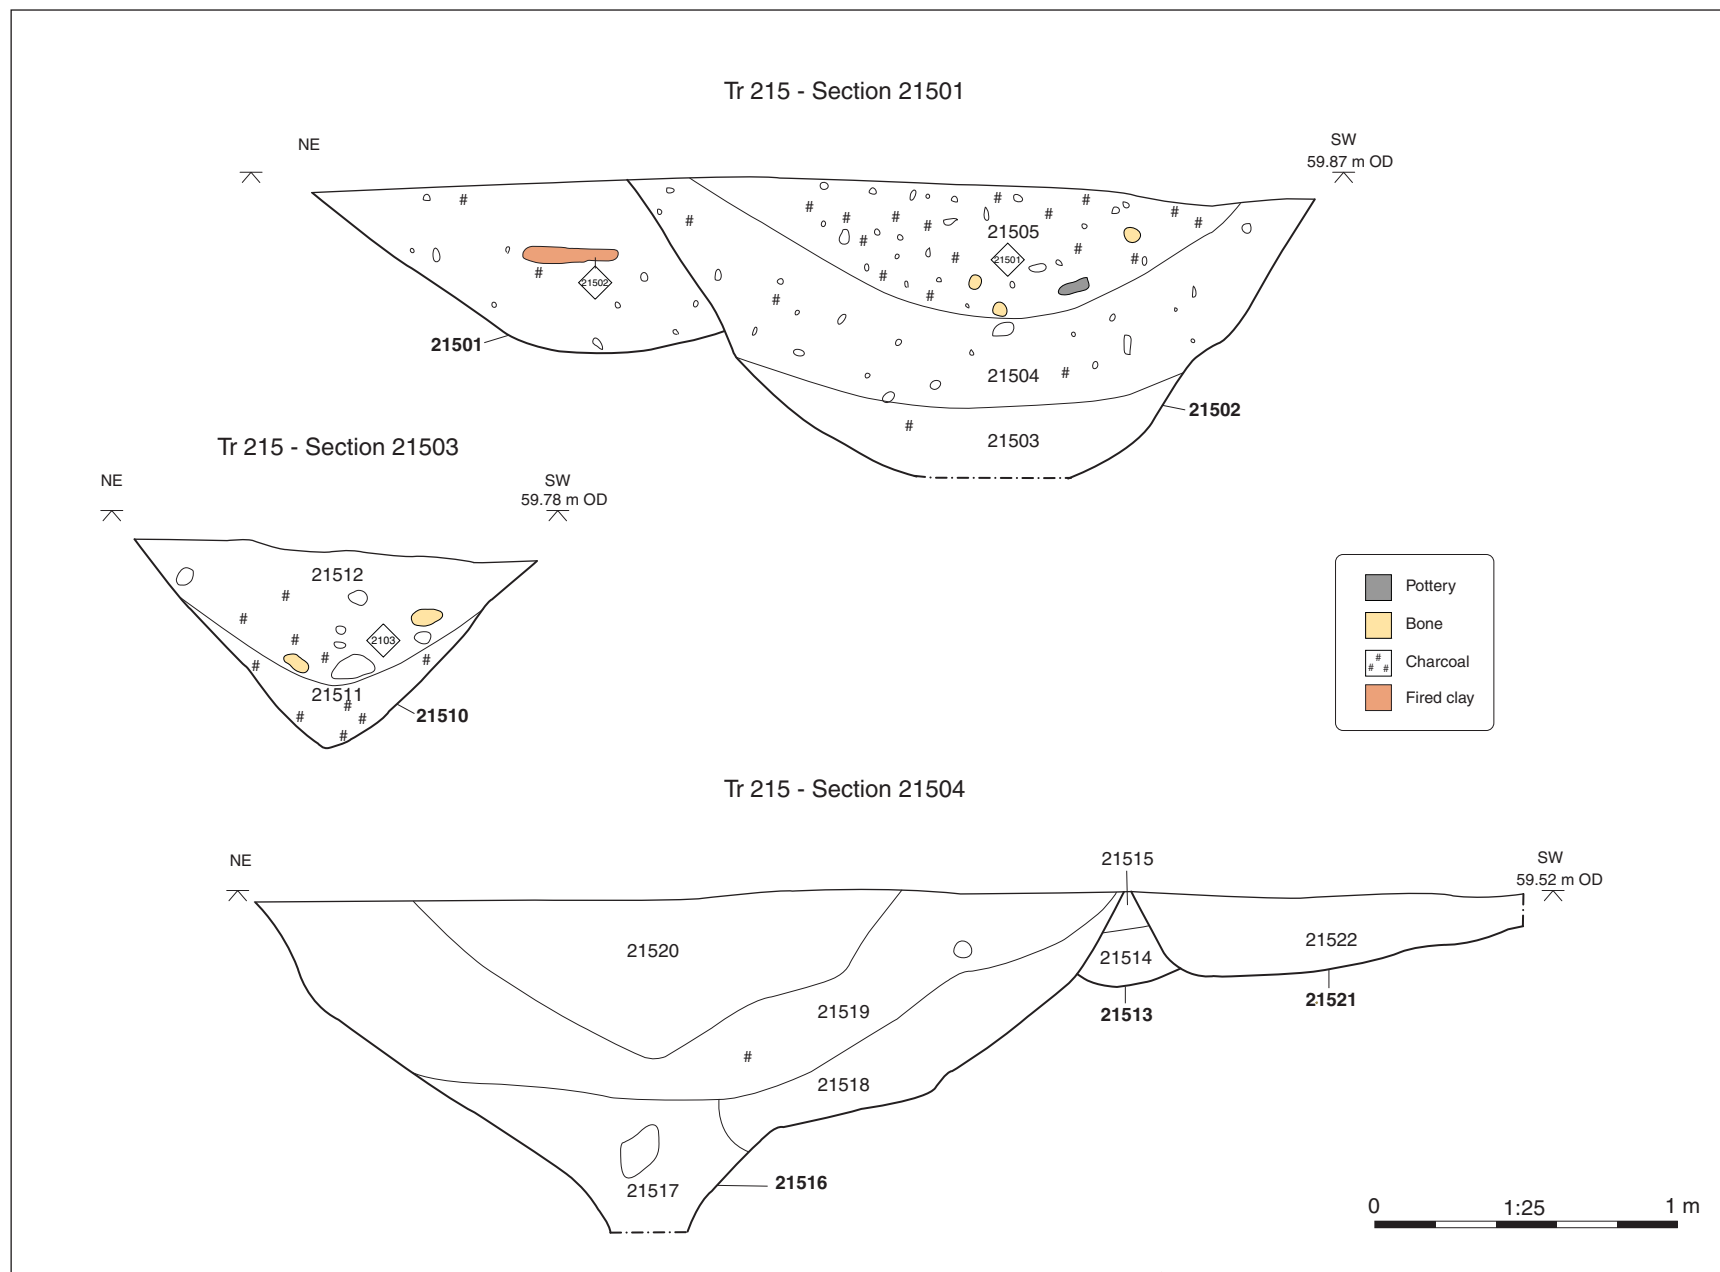 Tr 215 - Section 21501
NE
SW
59.87 m OD
#
21505
21501
21502
21501
21504
21502
21503
Tr 215 - Section 21503
NE
SW
59.78 m OD
21512
2103
21511
21510
Pottery
Bone
Charcoal
Fired clay
Tr 215 - Section 21504
NE
21515
SW
59.52 m OD
21520
21522
21514
21521
21519
21513
21518
21516
21517
0 1:25 1 m